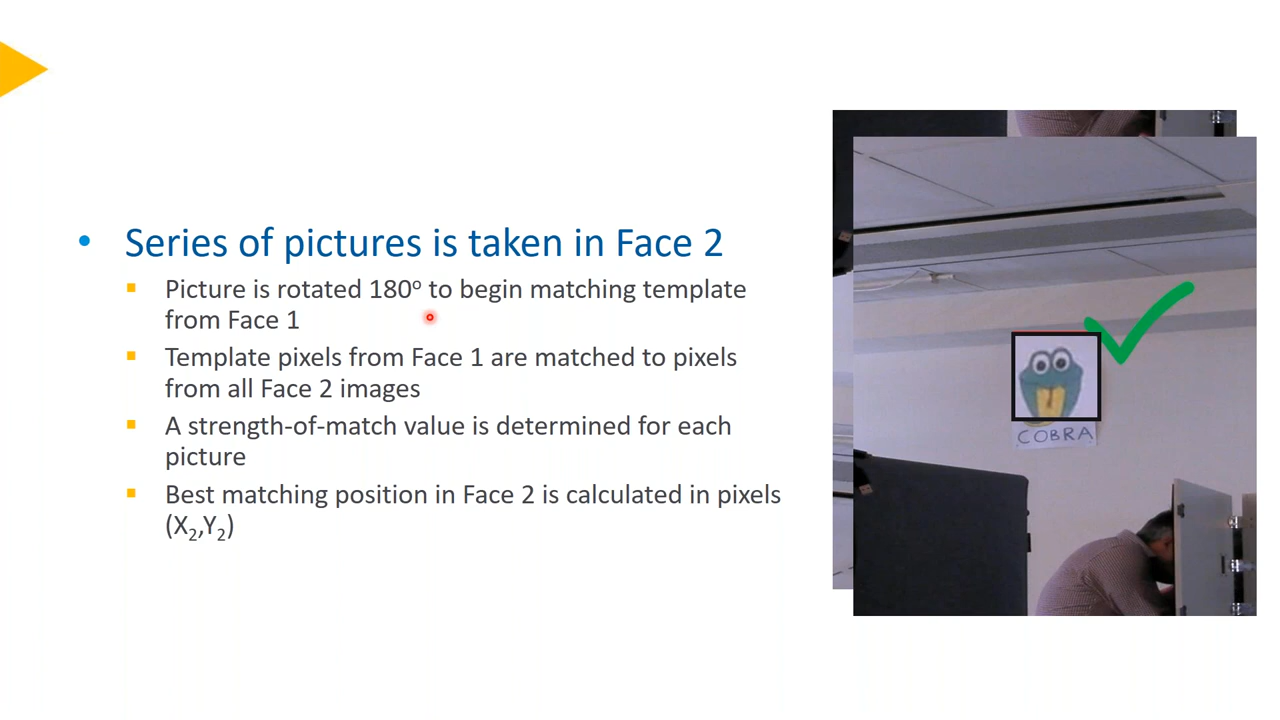 • Series of pictures is taken in Face 2
▪ Picture is rotated 180º to begin matching template
from Face 1
▪ Template pixels from Face 1 are matched to pixels
from all Face 2 images
▪ A strength-of-match value is determined for each
picture
▪ Best matching position in Face 2 is calculated in pixels
(X₂,Y₂)
COBRA